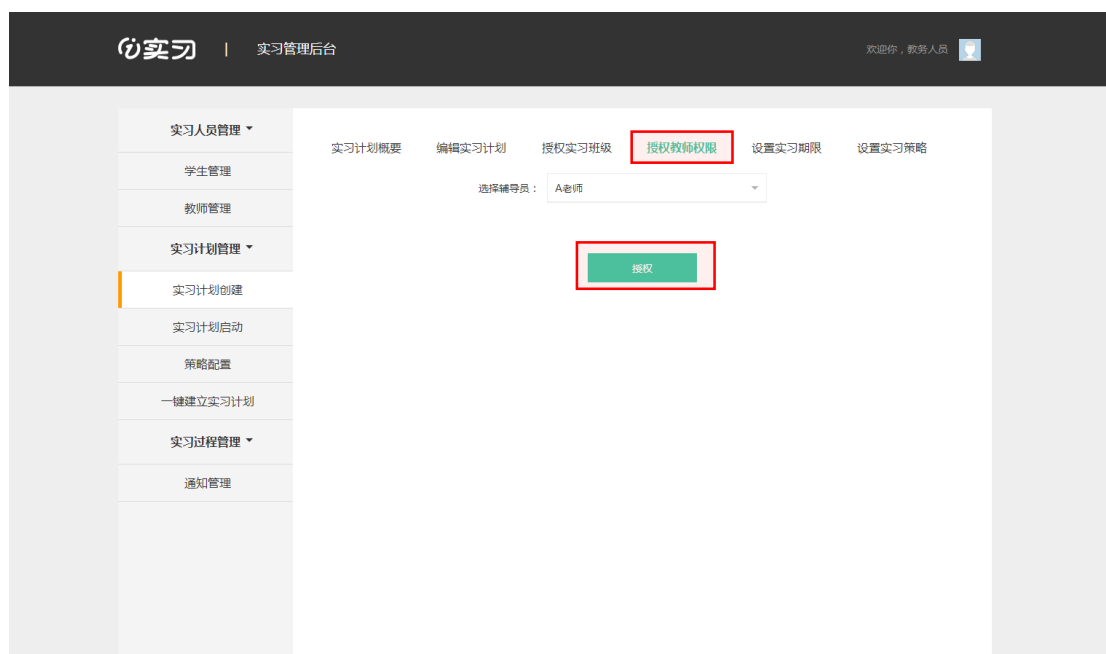 i实习 | 实习管理后台 欢迎你，教务人员
实习人员管理
学生管理
教师管理
实习计划管理
实习计划创建
实习计划启动
策略配置
一键建立实习计划
实习过程管理
通知管理
实习计划概要 编辑实习计划 授权实习班级 授权教师权限 设置实习期限 设置实习策略
选择辅导员： A老师
授权